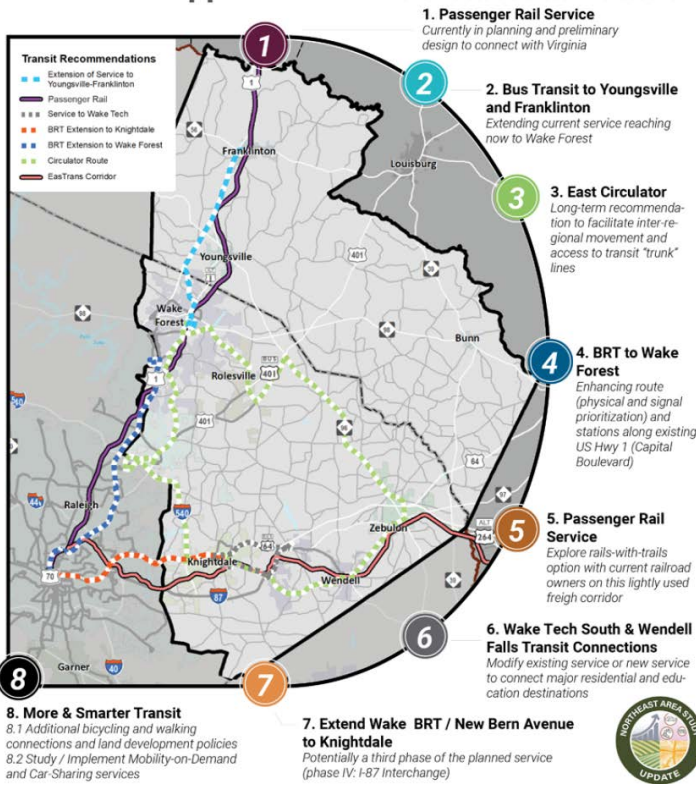 1. Passenger Rail Service
Currently in planning and preliminary
design to connect with Virginia
1
Transit Recommendations
Extension of Service to
Youngsville-Franklinton
Passenger Rail
Service to Wake Tech
BRT Extension to Knightdale
BRT Extension to Wake Forest
Circulator Route
EasTrans Corridor
2
2. Bus Transit to Youngsville
and Franklinton
Extending current service reaching
now to Wake Forest
1
56
Franklinton
Louisburg
3
3. East Circulator
Long-term recommenda-
tion to facilitate inter-re-
gional movement and
access to transit "trunk"
lines
401
39
Youngsville
1
98
Wake
Forest
98
Bunn
BUS
401
Rolesville
1
401
4
4. BRT to Wake
Forest
Enhancing route
(physical and signal
prioritization) and
stations along existing
US Hwy 1 (Capital
Boulevard)
64
97
Raleigh
540
Zebulon
ALT
264
5
5. Passenger Rail
Service
Explore rails-with-trails
option with current railroad
owners on this lightly used
freigh corridor
64
Knightdale
70
Wendell
39
87
6
6. Wake Tech South & Wendell
Falls Transit Connections
Modify existing service or new service
to connect major residential and edu-
cation destinations
Garner
40
8
7
8. More & Smarter Transit
8.1 Additional bicycling and walking
connections and land development policies
8.2 Study / Implement Mobility-on-Demand
and Car-Sharing services
7. Extend Wake BRT / New Bern Avenue
to Knightdale
Potentially a third phase of the planned service
(phase IV: I-87 Interchange)
NORTHEAST AREA STUDY
UPDATE